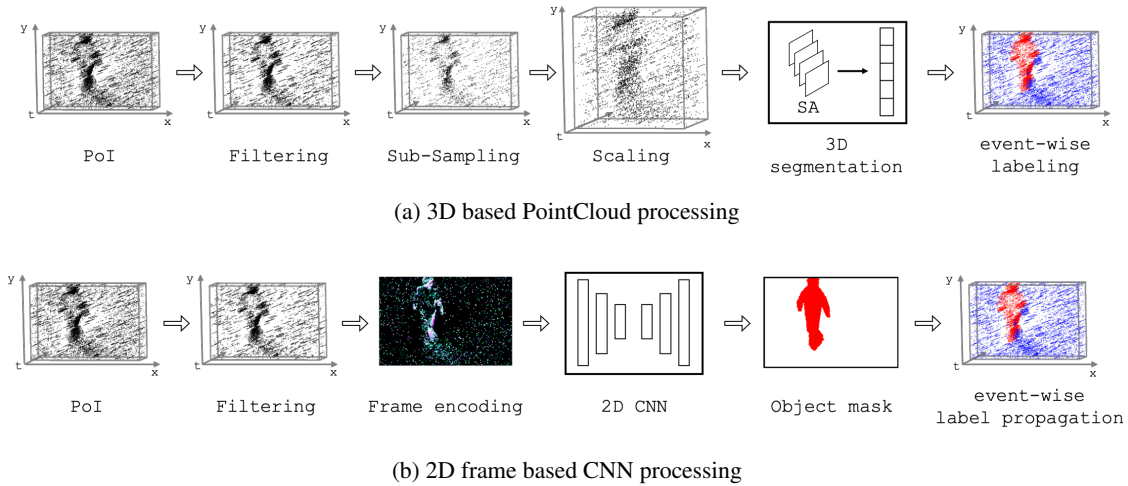 y
y
y
y
y
SA
t
x
t
x
t
x
t
x
t
x
PoI
Filtering
Sub-Sampling
Scaling
3D
segmentation
event-wise
labeling
(a) 3D based PointCloud processing
y
y
y
t
x
t
x
t
x
PoI
Filtering
Frame encoding
2D CNN
Object mask
event-wise
label propagation
(b) 2D frame based CNN processing